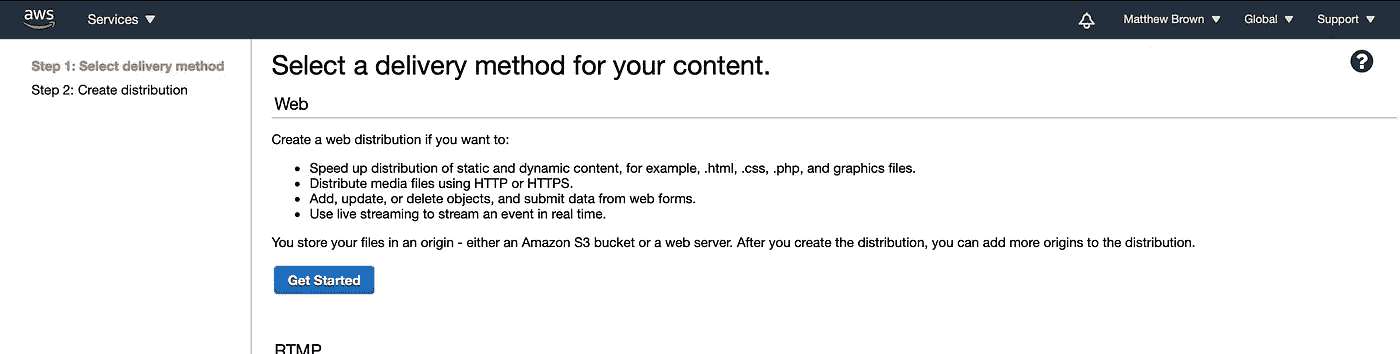 aws Services Matthew Brown Global Support
Step 1: Select delivery method
Step 2: Create distribution
Select a delivery method for your content.
?
Web
Create a web distribution if you want to:
• Speed up distribution of static and dynamic content, for example, .html, .css, .php, and graphics files.
• Distribute media files using HTTP or HTTPS.
• Add, update, or delete objects, and submit data from web forms.
• Use live streaming to stream an event in real time.
You store your files in an origin - either an Amazon S3 bucket or a web server. After you create the distribution, you can add more origins to the distribution.
Get Started
RTMP